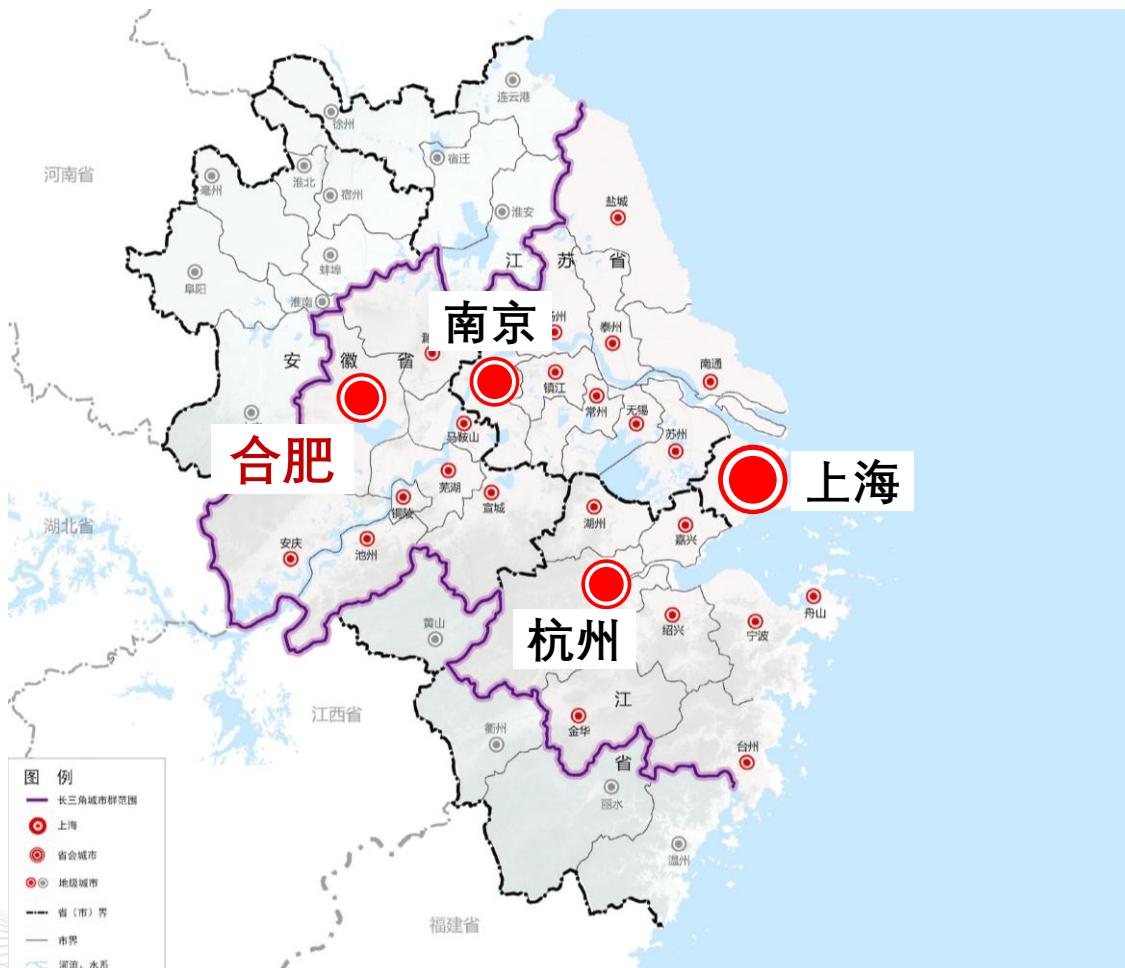 连云港
徐州
宿迁
河南省
淮北
亳州
宿州
淮安
盐城
江苏省
蚌埠
阜阳
淮南
南京
泰州
安徽省
南通
镇江
常州
无锡
马鞍山
苏州
合肥
上海
芜湖
铜陵
宣城
湖州
湖北省
嘉兴
安庆
池州
舟山
杭州
绍兴
宁波
黄山
江
江西省
衢州
金华
台州
省
丽水
温州
福建省
图 例
长三角城市群范围
上海
省会城市
地级城市
省（市）界
市界
河流、水系